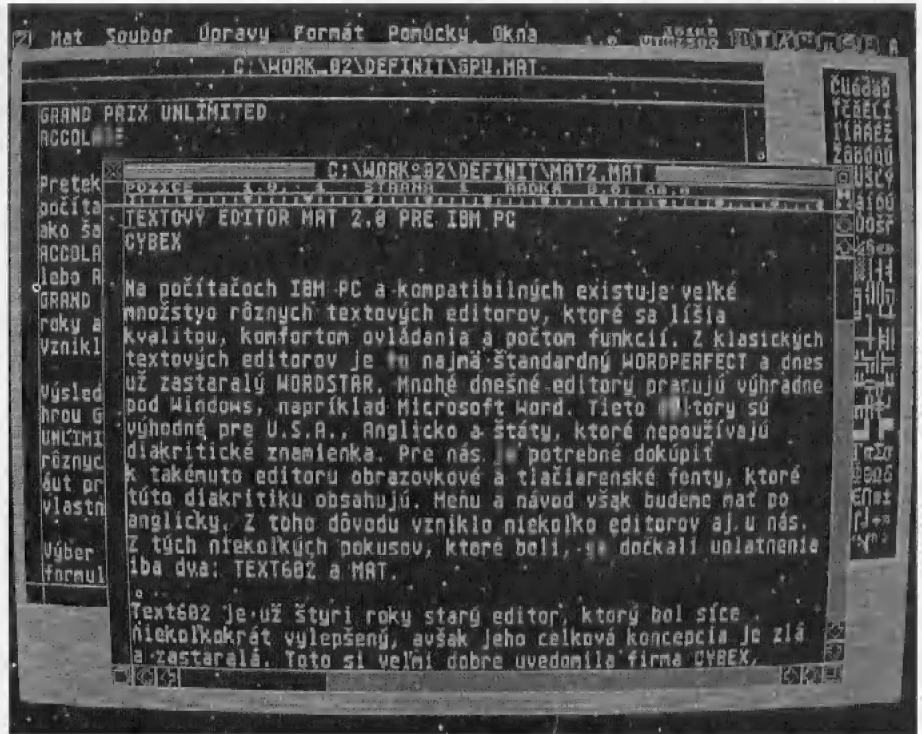 Mat Soubor Úpravy Formát Pomůcky Okna
C:\WORK_02\DEFINIT\GPU.MAT
GRAND PRIX UNLIMITED
Pretek
počíta
ako ša
ACCOLA
lebo A
GRAND
roky a
Vznikl
Výsled
hrou G
UNLIMI
rôznyc
áut pr
vlastn
Výber
formul
C:\WORK_02\DEFINIT\MAT2.MAT
POZICE STRANA 1 ŘÁDKA
TEXTOVÝ EDITOR MAT 2.0 PRE IBM PC
CYBEX
Na počítačoch IBM PC a kompatibilných existuje veľké
množstvo rôznych textových editorov, ktoré sa líšia
kvalitou, komfortom ovládania a počtom funkcií. Z klasických
textových editorov je najmä štandardný WORDPERFECT a dnes
už zastaralý WORDSTAR. Mnohé dnešné editory pracujú výhradne
pod Windows, napríklad Microsoft Word. Tieto sú
výhodné pre U.S.A., Anglicko a štáty, ktoré nepoužívajú
diakritické znamienka. Pre nás je potrebné dokúpiť
k takémuto editoru obrazovkové a tlačiarenské fonty, ktoré
túto diakritiku obsahujú. Menu a návod však budeme mať po
anglicky. Z toho dôvodu vzniklo niekoľko editorov aj u nás.
Z tých niekoľkých pokusov, ktoré boli, sa dočkali uplatnenia
iba dva: TEXT602 a MAT.
Text602 je už štyri roky starý editor, ktorý bol síce
niekoľkokrát vylepšený, avšak jeho celková koncepcia je zlá
a zastaralá. Toto si veľmi dobre uvedomila firma CYBEX,